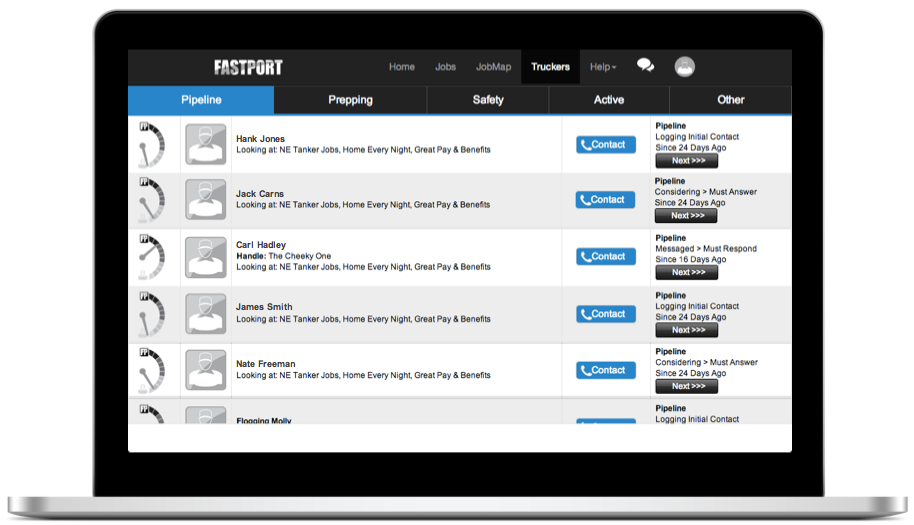 FASTPORT Home Jobs JobMap Truckers Help
Pipeline Prepping Safety Active Other
Hank Jones
Looking at: NE Tanker Jobs, Home Every Night, Great Pay & Benefits
Contact
Pipeline
Logging Initial Contact
Since 24 Days Ago
Next >>>
Jack Carns
Looking at: NE Tanker Jobs, Home Every Night, Great Pay & Benefits
Contact
Pipeline
Considering > Must Answer
Since 24 Days Ago
Next >>>
Carl Hadley
Handle: The Cheeky One
Looking at: NE Tanker Jobs, Home Every Night, Great Pay & Benefits
Contact
Pipeline
Messaged > Must Respond
Since 16 Days Ago
Next >>>
James Smith
Looking at: NE Tanker Jobs, Home Every Night, Great Pay & Benefits
Contact
Pipeline
Logging Initial Contact
Since 24 Days Ago
Next >>>
Nate Freeman
Looking at: NE Tanker Jobs, Home Every Night, Great Pay & Benefits
Contact
Pipeline
Considering > Must Answer
Since 24 Days Ago
Next >>>
Flogging Molly
Pipeline
Logging Initial Contact